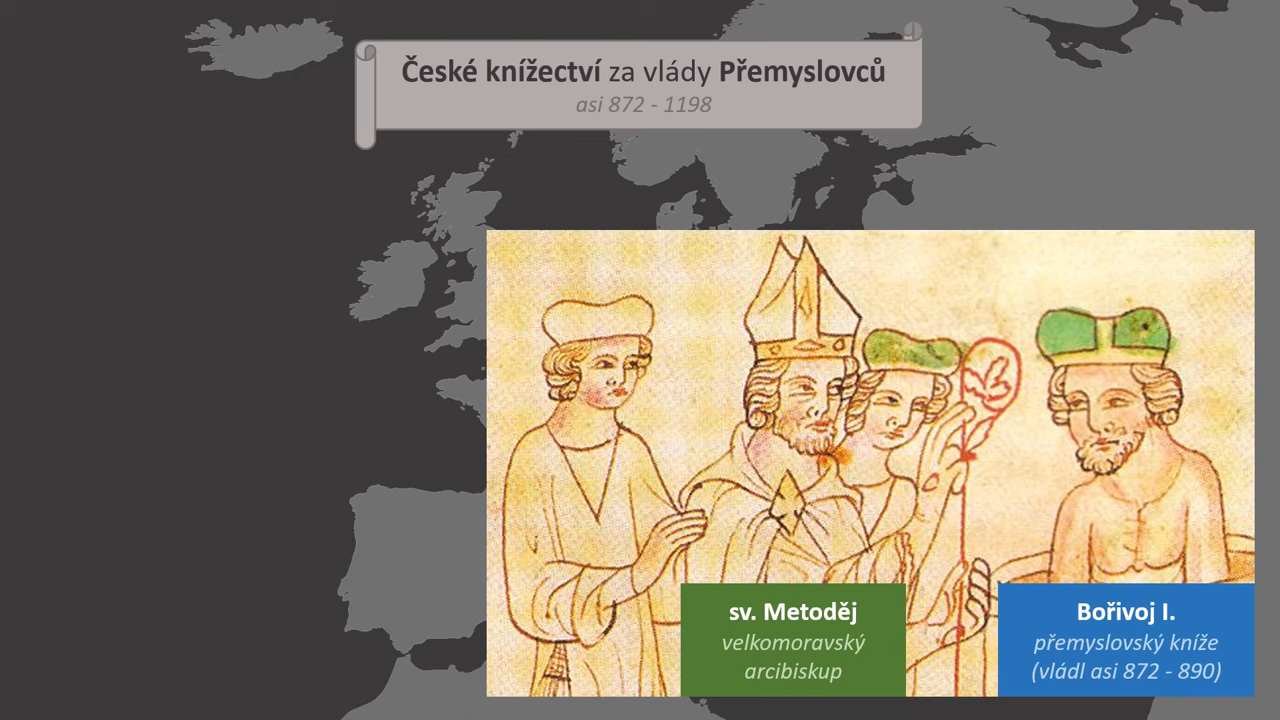 České knížectví za vlády Přemyslovců
asi 872 - 1198
sv. Metoděj
velkomoravský
arcibiskup
Bořivoj I.
přemyslovský kníže
(vládl asi 872 - 890)